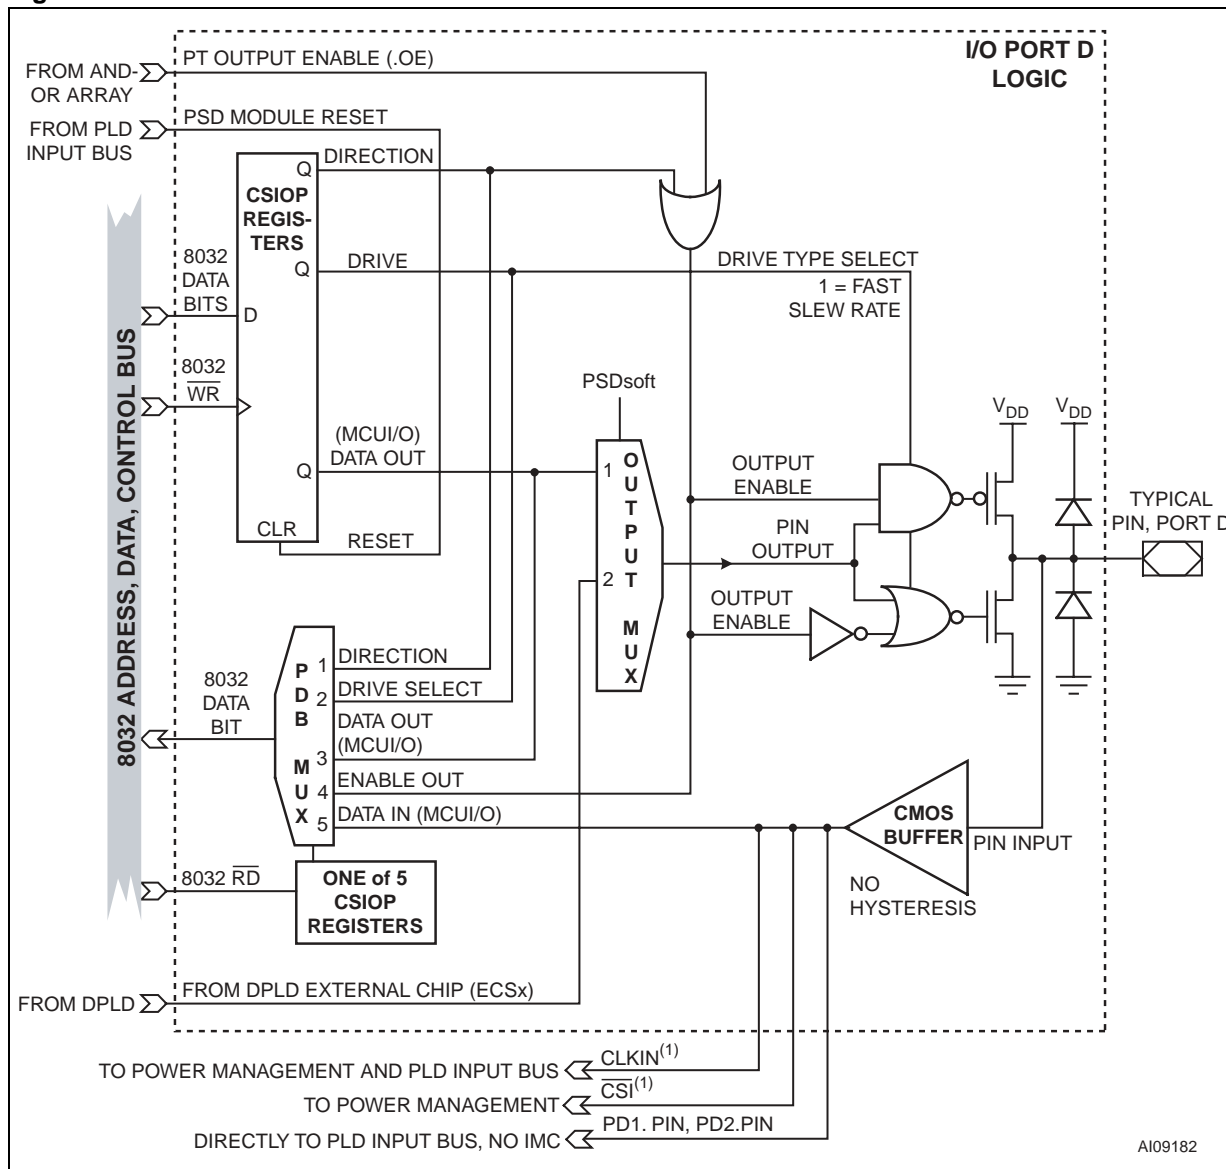 I/O PORT D
LOGIC
PT OUTPUT ENABLE (.OE)
FROM AND-
OR ARRAY
PSD MODULE RESET
FROM PLD
INPUT BUS
DIRECTION
Q
CSIOP
REGIS-
TERS
8032
DATA
BITS
Q
DRIVE
DRIVE TYPE SELECT
1 = FAST
SLEW RATE
D
8032 ADDRESS, DATA, CONTROL BUS
8032
WR
PSDsoft
VDD
VDD
(MCUI/O)
DATA OUT
Q
1
OUTPUT MUX
OUTPUT
ENABLE
TYPICAL
PIN, PORT D
CLR
RESET
PIN
OUTPUT
2
OUTPUT
ENABLE
PDB MUX
1
DIRECTION
2
DRIVE SELECT
8032
DATA
BIT
DATA OUT
(MCUI/O)
3
4
ENABLE OUT
5
DATA IN (MCUI/O)
CMOS
BUFFER
PIN INPUT
NO
HYSTERESIS
8032 RD
ONE of 5
CSIOP
REGISTERS
FROM DPLD
FROM DPLD EXTERNAL CHIP (ECSx)
TO POWER MANAGEMENT AND PLD INPUT BUS
CLKIN(1)
TO POWER MANAGEMENT
CSI(1)
DIRECTLY TO PLD INPUT BUS, NO IMC
PD1. PIN, PD2.PIN
AI09182